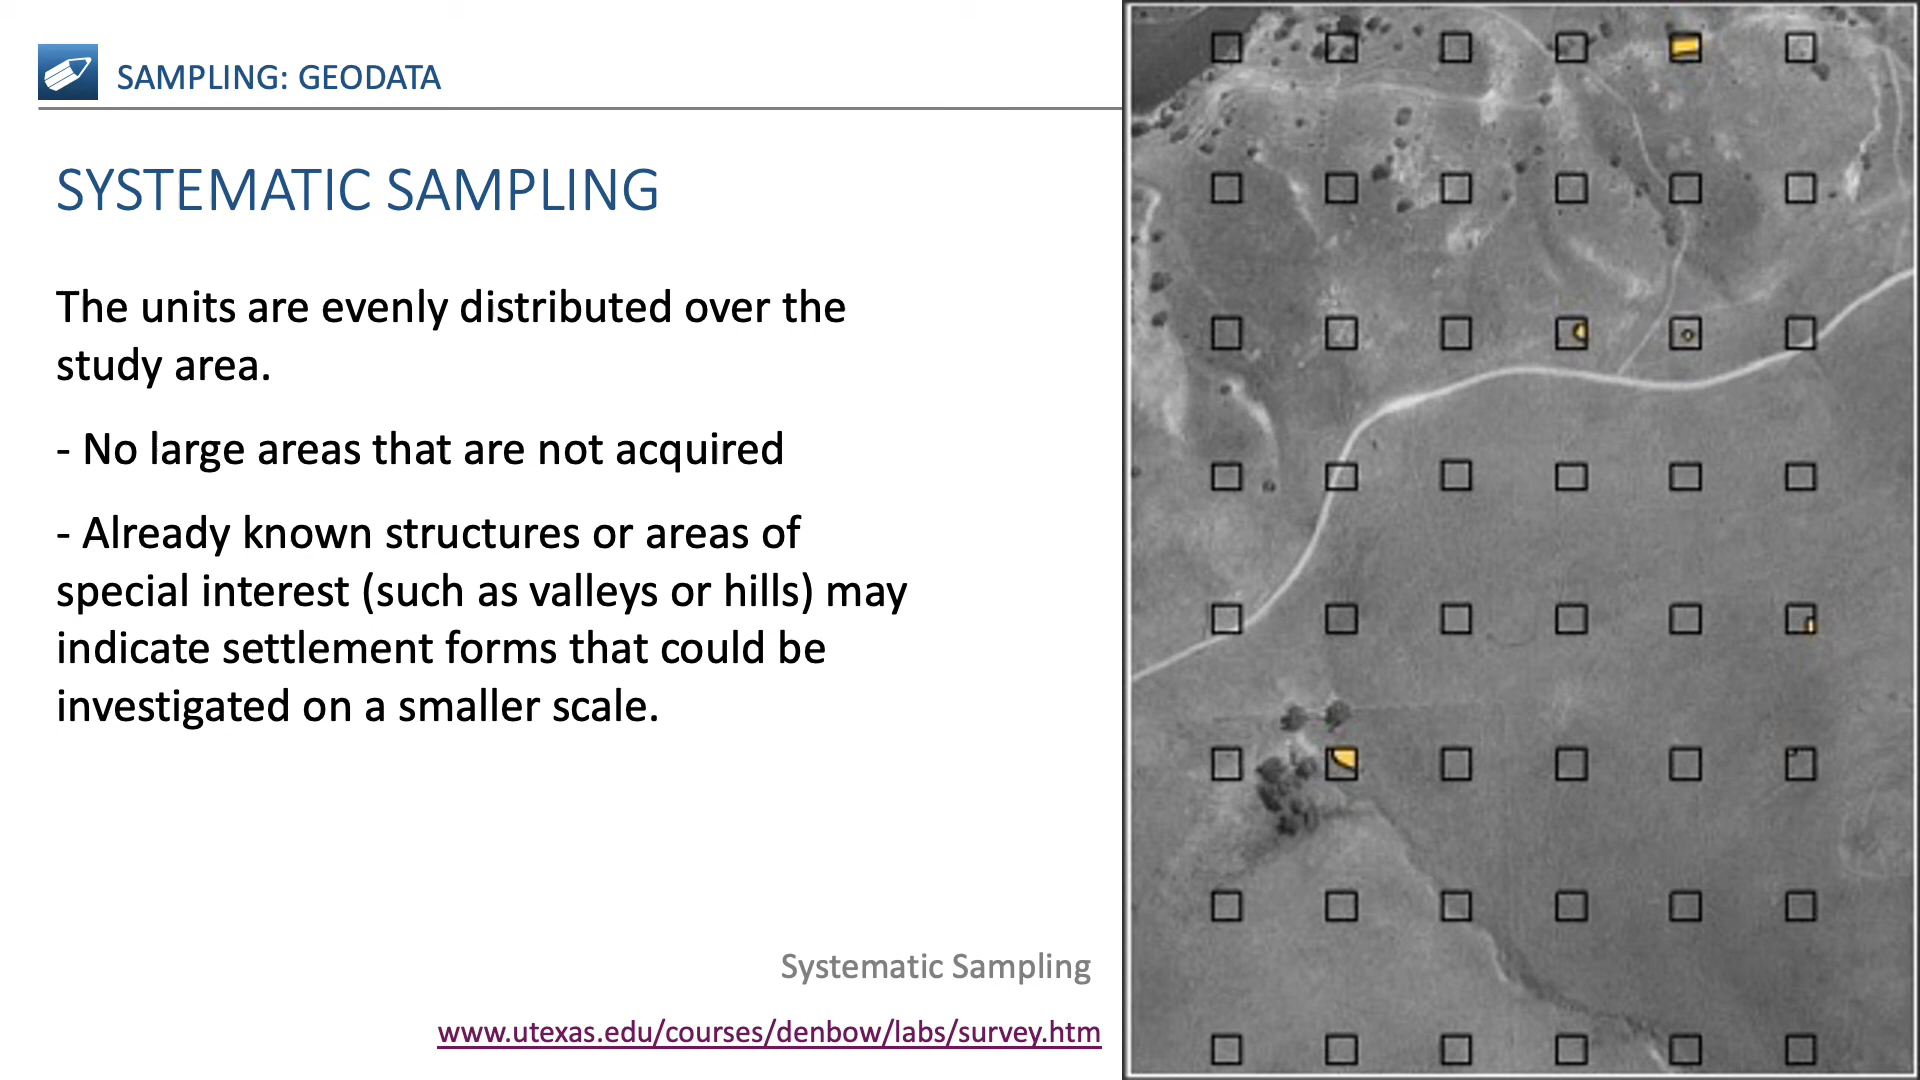 SAMPLING: GEODATA
SYSTEMATIC SAMPLING
The units are evenly distributed over the
study area.
- No large areas that are not acquired
- Already known structures or areas of
special interest (such as valleys or hills) may
indicate settlement forms that could be
investigated on a smaller scale.
Systematic Sampling
www.utexas.edu/courses/denbow/labs/survey.htm